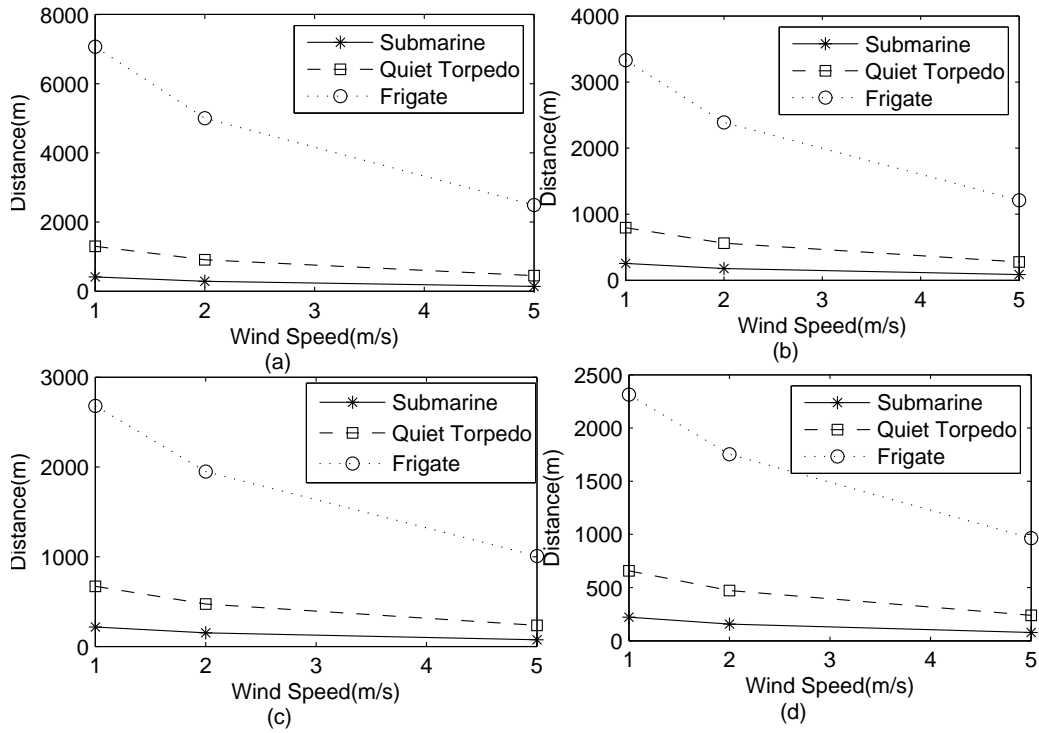 8000
6000
4000
2000
0
Distance(m)
Submarine
Quiet Torpedo
Frigate
1 2 3 4 5
Wind Speed(m/s)
(a)
4000
3000
2000
1000
0
Distance(m)
Submarine
Quiet Torpedo
Frigate
1 2 3 4 5
Wind Speed(m/s)
(b)
3000
2000
1000
0
Distance(m)
Submarine
Quiet Torpedo
Frigate
1 2 3 4 5
Wind Speed(m/s)
(c)
2500
2000
1500
1000
500
0
Distance(m)
Submarine
Quiet Torpedo
Frigate
1 2 3 4 5
Wind Speed(m/s)
(d)